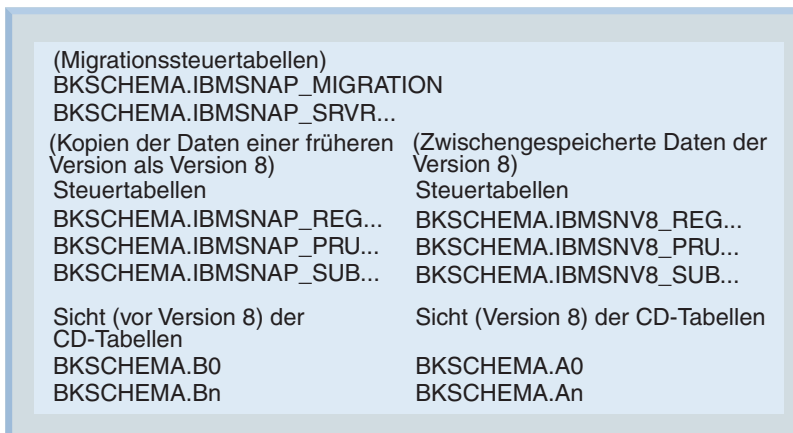 (Migrationssteuertabellen)
BKSCHEMA.IBMSNAP_MIGRATION
BKSCHEMA.IBMSNAP_SRVR...
(Kopien der Daten einer früheren
Version als Version 8)
Steuertabellen
BKSCHEMA.IBMSNAP_REG...
BKSCHEMA.IBMSNAP_PRU...
BKSCHEMA.IBMSNAP_SUB...
Sicht (vor Version 8) der
CD-Tabellen
BKSCHEMA.B0
BKSCHEMA.Bn
(Zwischengespeicherte Daten der
Version 8)
Steuertabellen
BKSCHEMA.IBMSNV8_REG...
BKSCHEMA.IBMSNV8_PRU...
BKSCHEMA.IBMSNV8_SUB...
Sicht (Version 8) der CD-Tabellen
BKSCHEMA.A0
BKSCHEMA.An